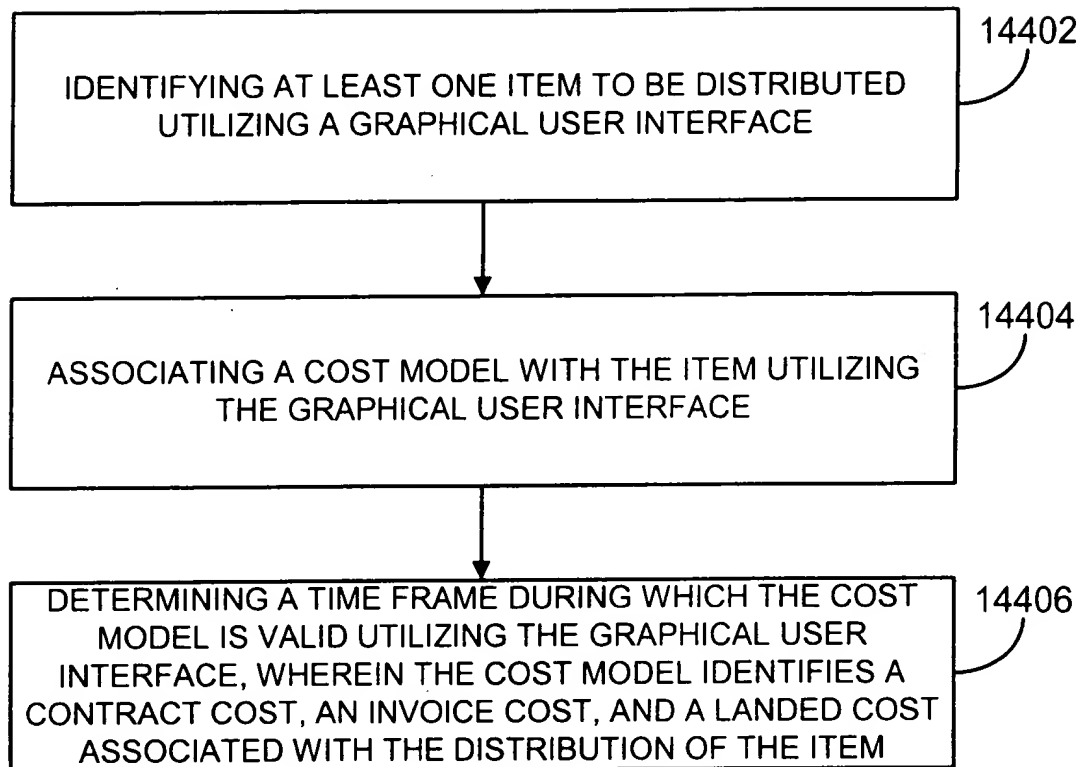 14402
IDENTIFYING AT LEAST ONE ITEM TO BE DISTRIBUTED
UTILIZING A GRAPHICAL USER INTERFACE
14404
ASSOCIATING A COST MODEL WITH THE ITEM UTILIZING
THE GRAPHICAL USER INTERFACE
14406
DETERMINING A TIME FRAME DURING WHICH THE COST
MODEL IS VALID UTILIZING THE GRAPHICAL USER
INTERFACE, WHEREIN THE COST MODEL IDENTIFIES A
CONTRACT COST, AN INVOICE COST, AND A LANDED COST
ASSOCIATED WITH THE DISTRIBUTION OF THE ITEM